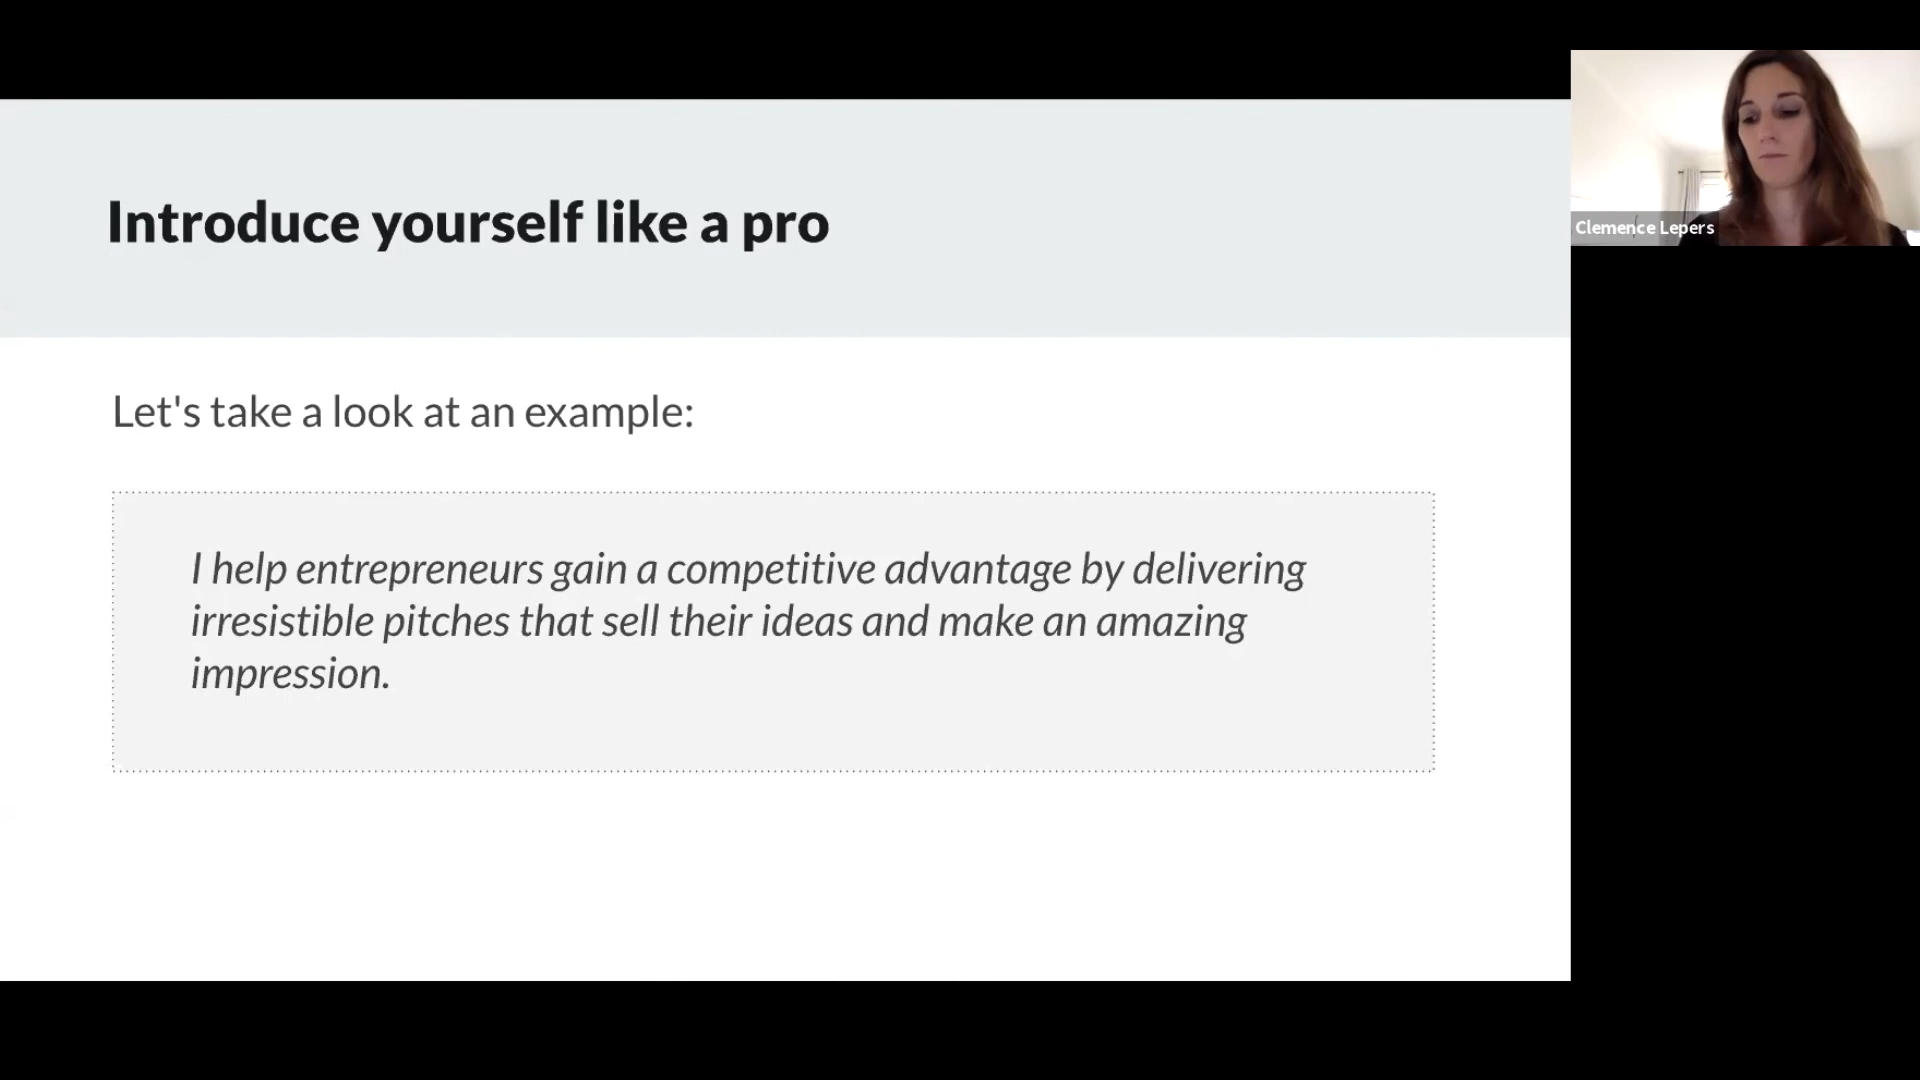 Introduce yourself like a pro
Clemence Lepers
Let's take a look at an example:
I help entrepreneurs gain a competitive advantage by delivering
irresistible pitches that sell their ideas and make an amazing
impression.